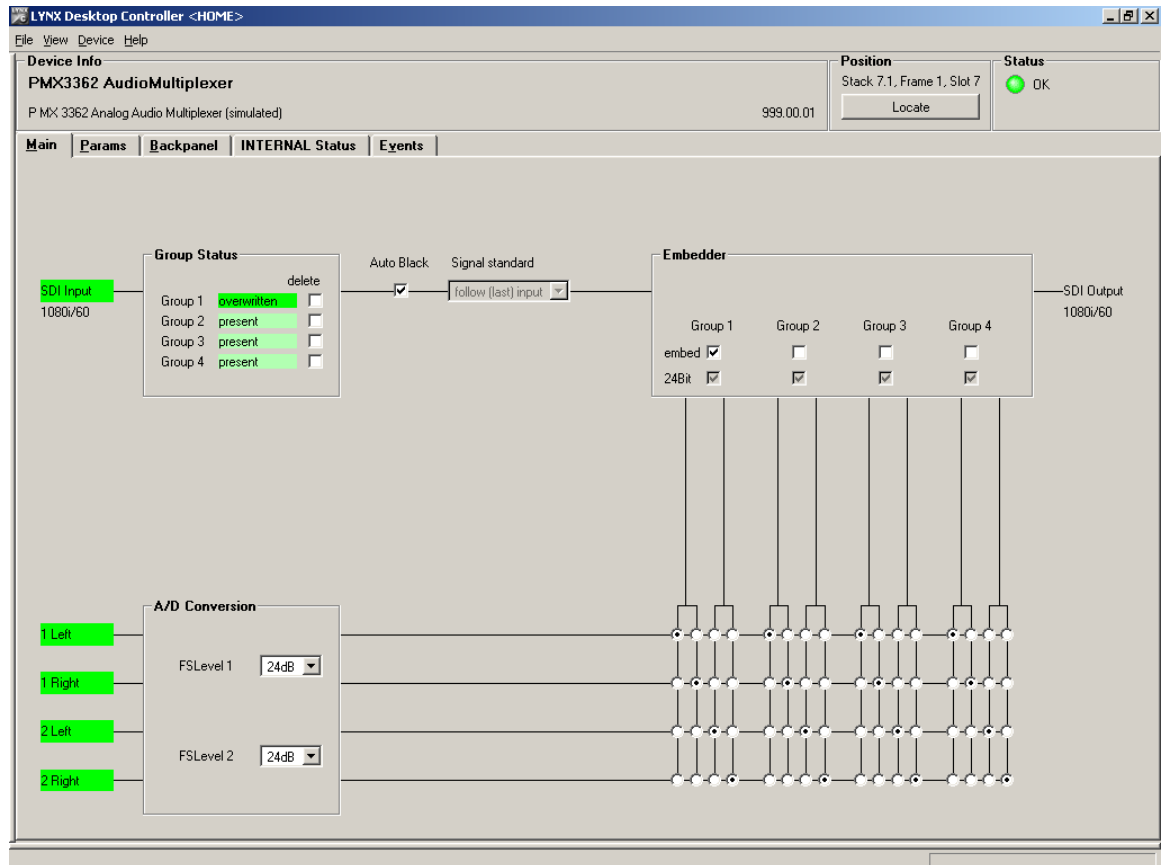 LYNX Desktop Controller <HOME>
File View Device Help
Device Info
PMX3362 AudioMultiplexer
P MX 3362 Analog Audio Multiplexer (simulated)
999.00.01
Position
Stack 7.1, Frame 1, Slot 7
Locate
Status
OK
Main Params Backpanel INTERNAL Status Events
Group Status
delete
SDI Input
1080i/60
Group 1 overwritten
Group 2 present
Group 3 present
Group 4 present
Auto Black
Signal standard
follow (last) input
Embedder
Group 1 Group 2 Group 3 Group 4
embed
24Bit
SDI Output
1080i/60
A/D Conversion
1 Left
FSLevel 1 24dB
1 Right
2 Left
FSLevel 2 24dB
2 Right